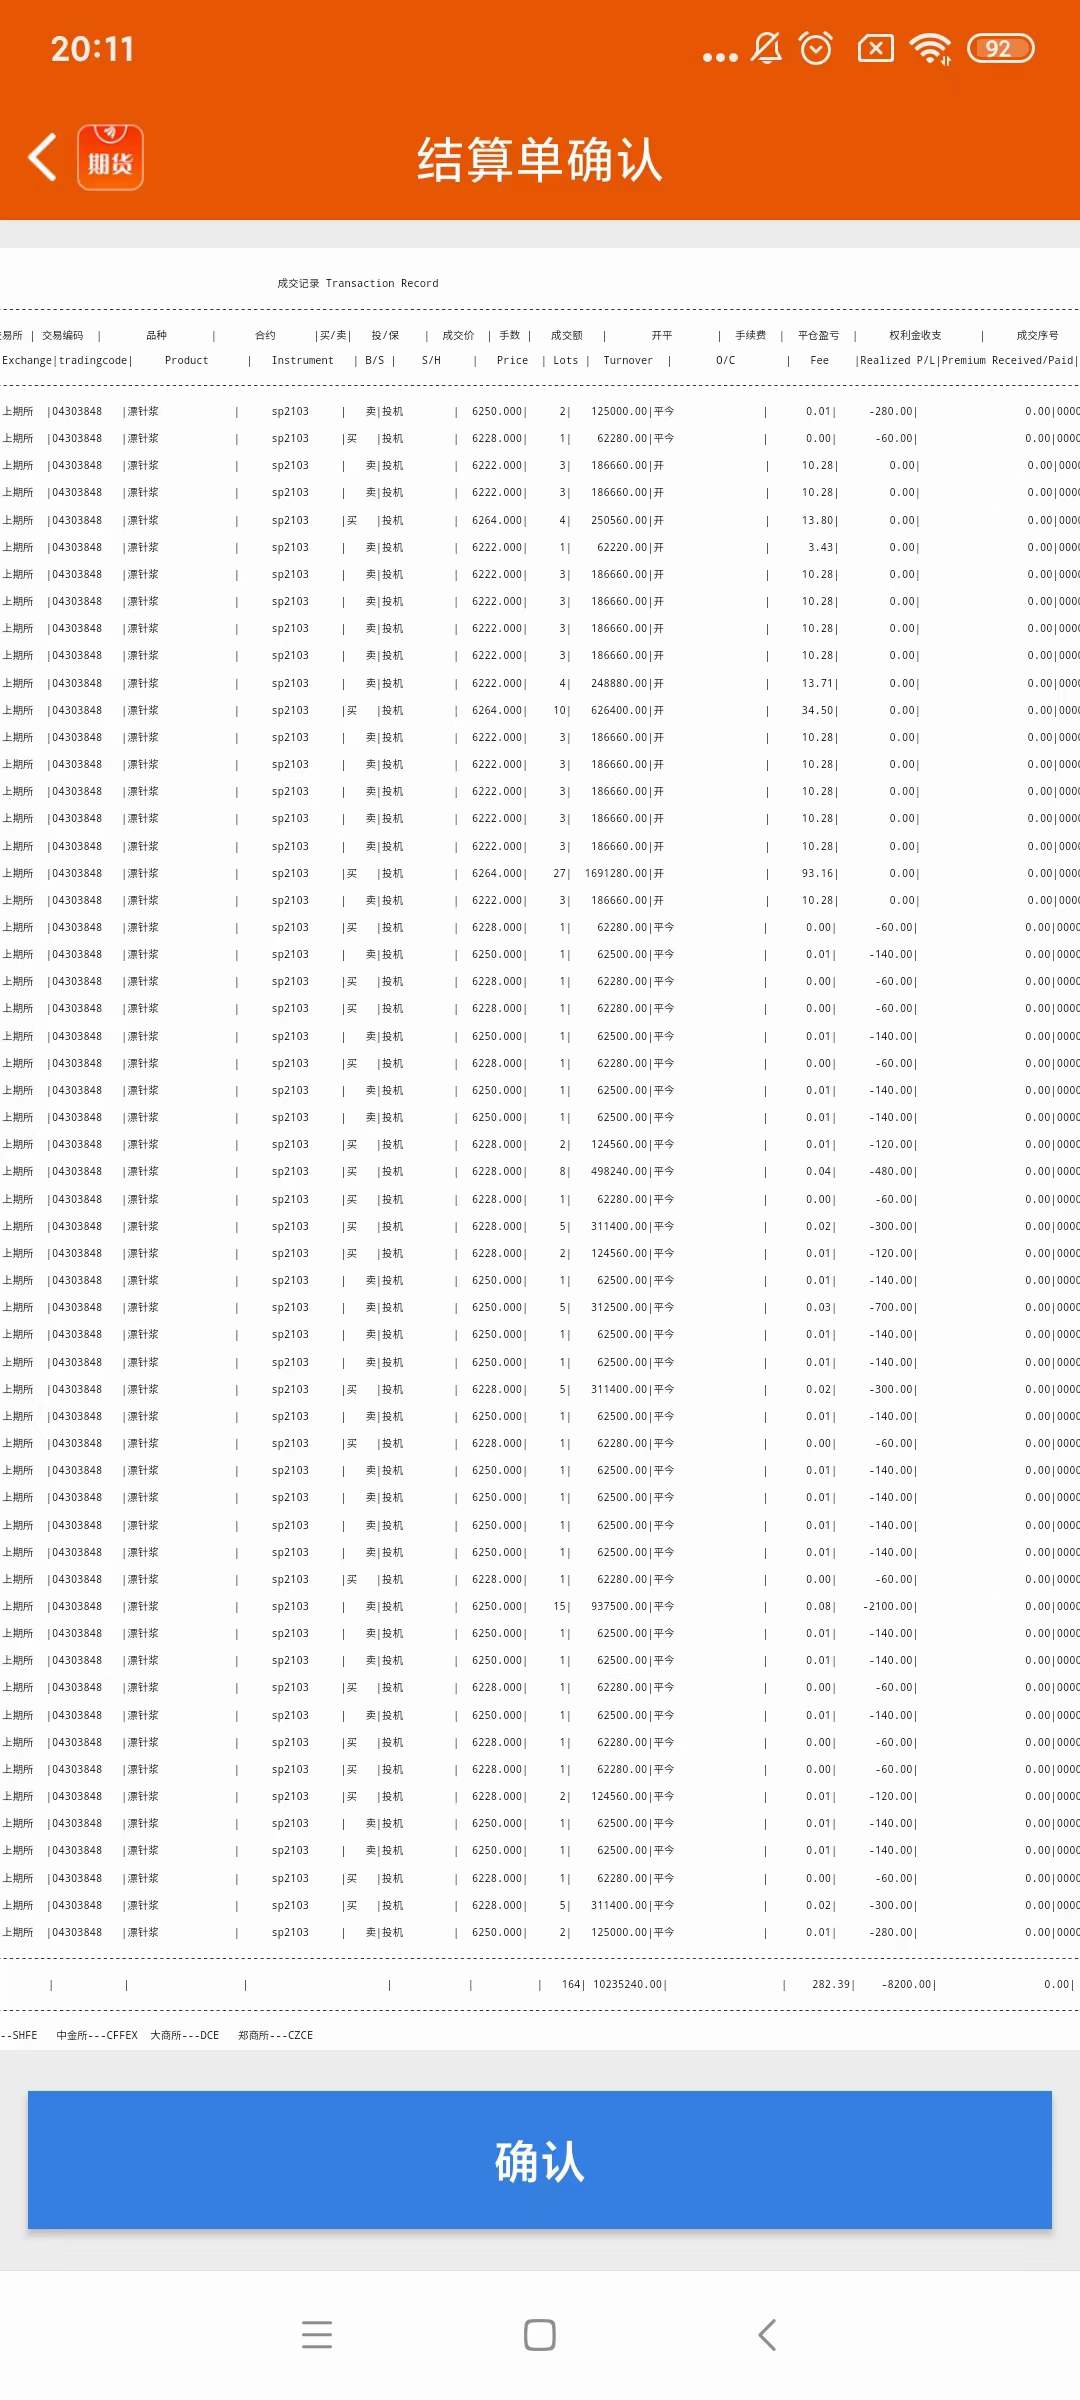 20:11
92
期货
结算单确认
成交记录 Transaction Record
易所 | 交易编码 | 品种 | 合约 |买/卖| 投/保 | 成交价 | 手数 | 成交额 | 开平 | 手续费 | 平仓盈亏 | 权利金收支 | 成交序号
Exchange|tradingcode| Product | Instrument | B/S | S/H | Price | Lots | Turnover | O/C | Fee |Realized P/L|Premium Received/Paid|
上期所 |04303848 |漂针浆 | sp2103 | 卖|投机 | 6250.000| 2| 125000.00|平今 | 0.01| -280.00| 0.00|0000
上期所 |04303848 |漂针浆 | sp2103 |买 |投机 | 6228.000| 1| 62280.00|平今 | 0.00| -60.00| 0.00|0000
上期所 |04303848 |漂针浆 | sp2103 | 卖|投机 | 6222.000| 3| 186660.00|开 | 10.28| 0.00| 0.00|0000
上期所 |04303848 |漂针浆 | sp2103 | 卖|投机 | 6222.000| 3| 186660.00|开 | 10.28| 0.00| 0.00|0000
上期所 |04303848 |漂针浆 | sp2103 |买 |投机 | 6264.000| 4| 250560.00|开 | 13.80| 0.00| 0.00|0000
上期所 |04303848 |漂针浆 | sp2103 | 卖|投机 | 6222.000| 1| 62220.00|开 | 3.43| 0.00| 0.00|0000
上期所 |04303848 |漂针浆 | sp2103 | 卖|投机 | 6222.000| 3| 186660.00|开 | 10.28| 0.00| 0.00|0000
上期所 |04303848 |漂针浆 | sp2103 | 卖|投机 | 6222.000| 3| 186660.00|开 | 10.28| 0.00| 0.00|0000
上期所 |04303848 |漂针浆 | sp2103 | 卖|投机 | 6222.000| 3| 186660.00|开 | 10.28| 0.00| 0.00|0000
上期所 |04303848 |漂针浆 | sp2103 | 卖|投机 | 6222.000| 3| 186660.00|开 | 10.28| 0.00| 0.00|0000
上期所 |04303848 |漂针浆 | sp2103 | 卖|投机 | 6222.000| 4| 248880.00|开 | 13.71| 0.00| 0.00|0000
上期所 |04303848 |漂针浆 | sp2103 |买 |投机 | 6264.000| 10| 626400.00|开 | 34.50| 0.00| 0.00|0000
上期所 |04303848 |漂针浆 | sp2103 | 卖|投机 | 6222.000| 3| 186660.00|开 | 10.28| 0.00| 0.00|0000
上期所 |04303848 |漂针浆 | sp2103 | 卖|投机 | 6222.000| 3| 186660.00|开 | 10.28| 0.00| 0.00|0000
上期所 |04303848 |漂针浆 | sp2103 | 卖|投机 | 6222.000| 3| 186660.00|开 | 10.28| 0.00| 0.00|0000
上期所 |04303848 |漂针浆 | sp2103 | 卖|投机 | 6222.000| 3| 186660.00|开 | 10.28| 0.00| 0.00|0000
上期所 |04303848 |漂针浆 | sp2103 | 卖|投机 | 6222.000| 3| 186660.00|开 | 10.28| 0.00| 0.00|0000
上期所 |04303848 |漂针浆 | sp2103 |买 |投机 | 6264.000| 27| 1691280.00|开 | 93.16| 0.00| 0.00|0000
上期所 |04303848 |漂针浆 | sp2103 | 卖|投机 | 6222.000| 3| 186660.00|开 | 10.28| 0.00| 0.00|0000
上期所 |04303848 |漂针浆 | sp2103 |买 |投机 | 6228.000| 1| 62280.00|平今 | 0.00| -60.00| 0.00|0000
上期所 |04303848 |漂针浆 | sp2103 | 卖|投机 | 6250.000| 1| 62500.00|平今 | 0.01| -140.00| 0.00|0000
上期所 |04303848 |漂针浆 | sp2103 |买 |投机 | 6228.000| 1| 62280.00|平今 | 0.00| -60.00| 0.00|0000
上期所 |04303848 |漂针浆 | sp2103 |买 |投机 | 6228.000| 1| 62280.00|平今 | 0.00| -60.00| 0.00|0000
上期所 |04303848 |漂针浆 | sp2103 | 卖|投机 | 6250.000| 1| 62500.00|平今 | 0.01| -140.00| 0.00|0000
上期所 |04303848 |漂针浆 | sp2103 |买 |投机 | 6228.000| 1| 62280.00|平今 | 0.00| -60.00| 0.00|0000
上期所 |04303848 |漂针浆 | sp2103 | 卖|投机 | 6250.000| 1| 62500.00|平今 | 0.01| -140.00| 0.00|0000
上期所 |04303848 |漂针浆 | sp2103 | 卖|投机 | 6250.000| 1| 62500.00|平今 | 0.01| -140.00| 0.00|0000
上期所 |04303848 |漂针浆 | sp2103 |买 |投机 | 6228.000| 2| 124560.00|平今 | 0.01| -120.00| 0.00|0000
上期所 |04303848 |漂针浆 | sp2103 |买 |投机 | 6228.000| 8| 498240.00|平今 | 0.04| -480.00| 0.00|0000
上期所 |04303848 |漂针浆 | sp2103 |买 |投机 | 6228.000| 1| 62280.00|平今 | 0.00| -60.00| 0.00|0000
上期所 |04303848 |漂针浆 | sp2103 |买 |投机 | 6228.000| 5| 311400.00|平今 | 0.02| -300.00| 0.00|0000
上期所 |04303848 |漂针浆 | sp2103 |买 |投机 | 6228.000| 2| 124560.00|平今 | 0.01| -120.00| 0.00|0000
上期所 |04303848 |漂针浆 | sp2103 | 卖|投机 | 6250.000| 1| 62500.00|平今 | 0.01| -140.00| 0.00|0000
上期所 |04303848 |漂针浆 | sp2103 | 卖|投机 | 6250.000| 5| 312500.00|平今 | 0.03| -700.00| 0.00|0000
上期所 |04303848 |漂针浆 | sp2103 | 卖|投机 | 6250.000| 1| 62500.00|平今 | 0.01| -140.00| 0.00|0000
上期所 |04303848 |漂针浆 | sp2103 | 卖|投机 | 6250.000| 1| 62500.00|平今 | 0.01| -140.00| 0.00|0000
上期所 |04303848 |漂针浆 | sp2103 |买 |投机 | 6228.000| 5| 311400.00|平今 | 0.02| -300.00| 0.00|0000
上期所 |04303848 |漂针浆 | sp2103 | 卖|投机 | 6250.000| 1| 62500.00|平今 | 0.01| -140.00| 0.00|0000
上期所 |04303848 |漂针浆 | sp2103 |买 |投机 | 6228.000| 1| 62280.00|平今 | 0.00| -60.00| 0.00|0000
上期所 |04303848 |漂针浆 | sp2103 | 卖|投机 | 6250.000| 1| 62500.00|平今 | 0.01| -140.00| 0.00|0000
上期所 |04303848 |漂针浆 | sp2103 | 卖|投机 | 6250.000| 1| 62500.00|平今 | 0.01| -140.00| 0.00|0000
上期所 |04303848 |漂针浆 | sp2103 | 卖|投机 | 6250.000| 1| 62500.00|平今 | 0.01| -140.00| 0.00|0000
上期所 |04303848 |漂针浆 | sp2103 | 卖|投机 | 6250.000| 1| 62500.00|平今 | 0.01| -140.00| 0.00|0000
上期所 |04303848 |漂针浆 | sp2103 |买 |投机 | 6228.000| 1| 62280.00|平今 | 0.00| -60.00| 0.00|0000
上期所 |04303848 |漂针浆 | sp2103 | 卖|投机 | 6250.000| 15| 937500.00|平今 | 0.08| -2100.00| 0.00|0000
上期所 |04303848 |漂针浆 | sp2103 | 卖|投机 | 6250.000| 1| 62500.00|平今 | 0.01| -140.00| 0.00|0000
上期所 |04303848 |漂针浆 | sp2103 | 卖|投机 | 6250.000| 1| 62500.00|平今 | 0.01| -140.00| 0.00|0000
上期所 |04303848 |漂针浆 | sp2103 |买 |投机 | 6228.000| 1| 62280.00|平今 | 0.00| -60.00| 0.00|0000
上期所 |04303848 |漂针浆 | sp2103 | 卖|投机 | 6250.000| 1| 62500.00|平今 | 0.01| -140.00| 0.00|0000
上期所 |04303848 |漂针浆 | sp2103 |买 |投机 | 6228.000| 1| 62280.00|平今 | 0.00| -60.00| 0.00|0000
上期所 |04303848 |漂针浆 | sp2103 |买 |投机 | 6228.000| 1| 62280.00|平今 | 0.00| -60.00| 0.00|0000
上期所 |04303848 |漂针浆 | sp2103 |买 |投机 | 6228.000| 2| 124560.00|平今 | 0.01| -120.00| 0.00|0000
上期所 |04303848 |漂针浆 | sp2103 | 卖|投机 | 6250.000| 1| 62500.00|平今 | 0.01| -140.00| 0.00|0000
上期所 |04303848 |漂针浆 | sp2103 | 卖|投机 | 6250.000| 1| 62500.00|平今 | 0.01| -140.00| 0.00|0000
上期所 |04303848 |漂针浆 | sp2103 |买 |投机 | 6228.000| 1| 62280.00|平今 | 0.00| -60.00| 0.00|0000
上期所 |04303848 |漂针浆 | sp2103 |买 |投机 | 6228.000| 5| 311400.00|平今 | 0.02| -300.00| 0.00|0000
上期所 |04303848 |漂针浆 | sp2103 | 卖|投机 | 6250.000| 2| 125000.00|平今 | 0.01| -280.00| 0.00|0000
| | | | | | 164| 10235240.00| | 282.39| -8200.00| 0.00|
--SHFE 中金所---CFFEX 大商所---DCE 郑商所---CZCE
确认